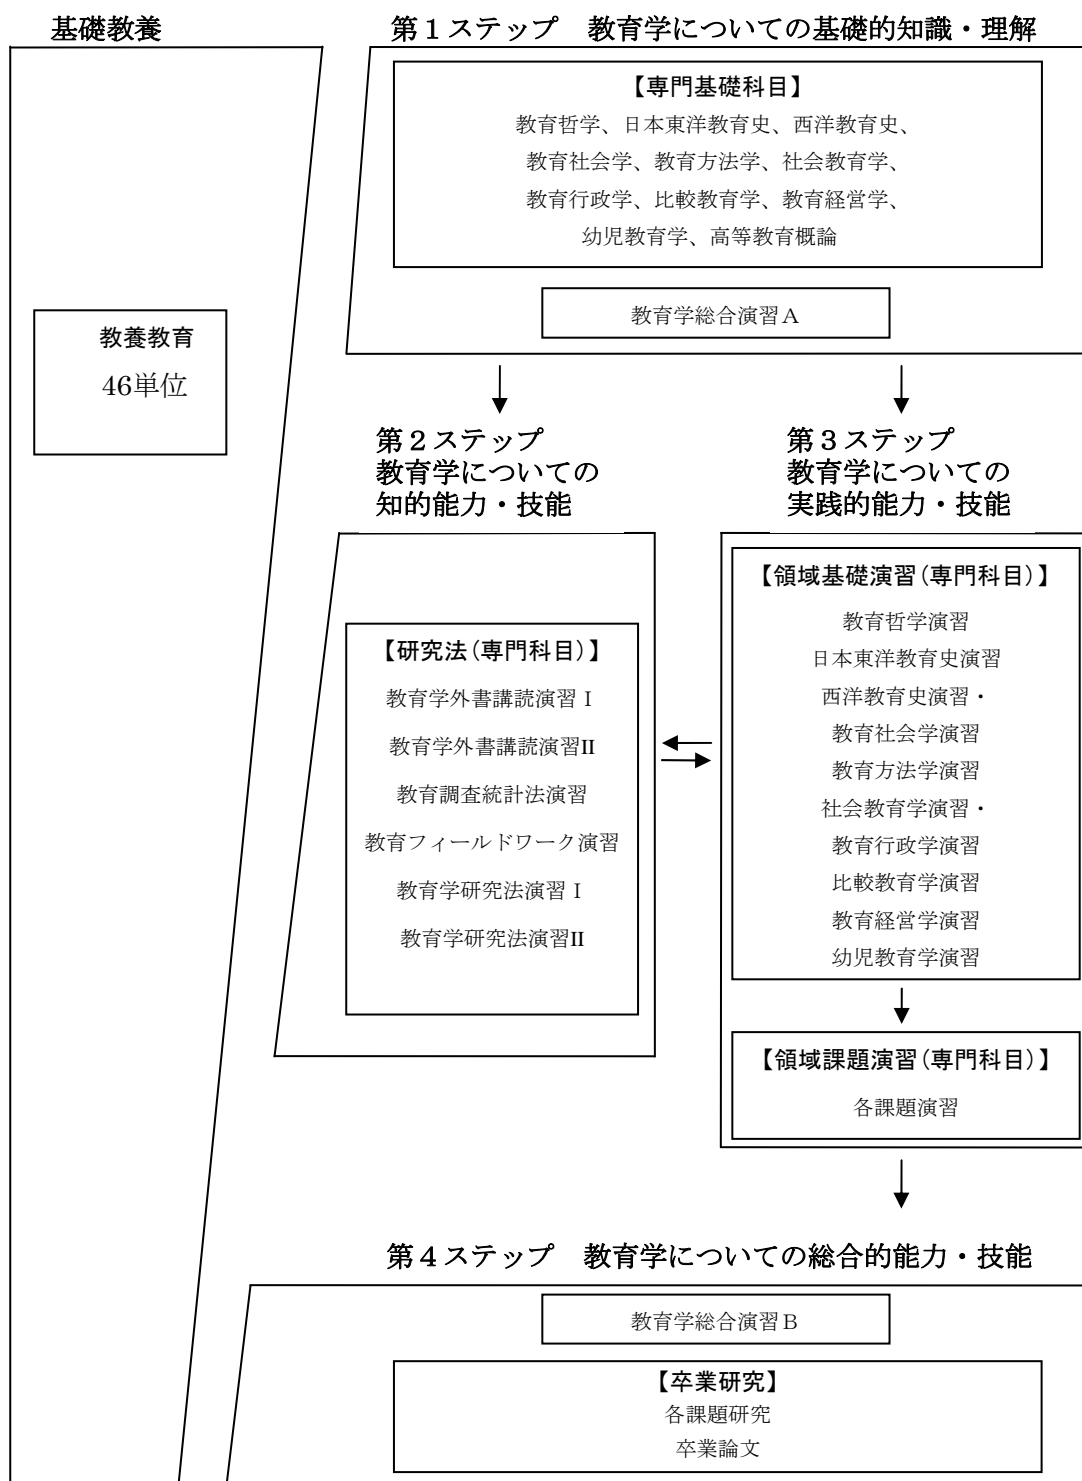 基礎教養
教養教育
46単位
第1ステップ　教育学についての基礎的知識・理解
【専門基礎科目】
教育哲学、日本東洋教育史、西洋教育史、
教育社会学、教育方法学、社会教育学、
教育行政学、比較教育学、教育経営学、
幼児教育学、高等教育概論
教育学総合演習A
第2ステップ
教育学についての
知的能力・技能
【研究法(専門科目)】
教育学外書講読演習Ⅰ
教育学外書講読演習II
教育調査統計法演習
教育フィールドワーク演習
教育学研究法演習Ⅰ
教育学研究法演習II
第3ステップ
教育学についての
実践的能力・技能
【領域基礎演習(専門科目)】
教育哲学演習
日本東洋教育史演習
西洋教育史演習・
教育社会学演習
教育方法学演習
社会教育学演習・
教育行政学演習
比較教育学演習
教育経営学演習
幼児教育学演習
【領域課題演習(専門科目)】
各課題演習
第4ステップ　教育学についての総合的能力・技能
教育学総合演習B
【卒業研究】
各課題研究
卒業論文